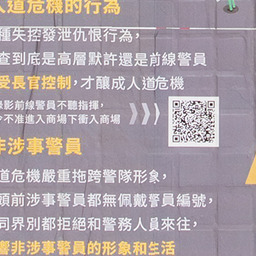 人道危機的行為
種失控發泄仇恨行為，
查到底是高層默許還是前線警員
受長官控制，才釀成人道危機
錄影前線警員不聽指揮，
令不准進入商場下衝入商場
非涉事警員
道危機嚴重拖跨警隊形象，
頭前涉事警員都無佩戴警員編號，
同界別都拒絕和警務人員來往，
響非涉事警員的形象和生活